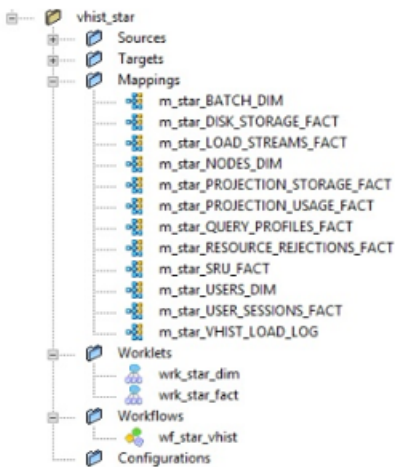 vhist_star
Sources
Targets
Mappings
m_star_BATCH_DIM
m_star_DISK_STORAGE_FACT
m_star_LOAD_STREAMS_FACT
m_star_NODES_DIM
m_star_PROJECTION_STORAGE_FACT
m_star_PROJECTION_USAGE_FACT
m_star_QUERY_PROFILES_FACT
m_star_RESOURCE_REJECTIONS_FACT
m_star_SRU_FACT
m_star_USERS_DIM
m_star_USER_SESSIONS_FACT
m_star_VHIST_LOAD_LOG
Worklets
wrk_star_dim
wrk_star_fact
Workflows
wf_star_vhist
Configurations